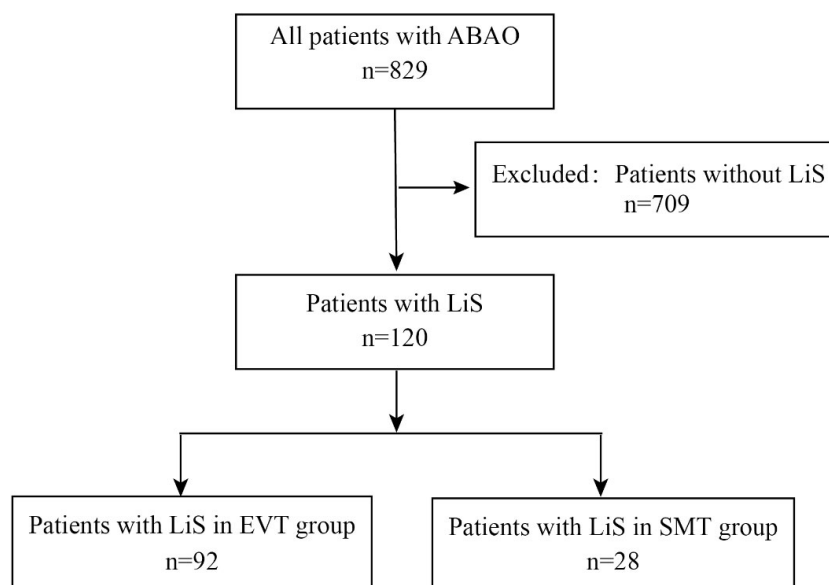 All patients with ABAO
n=829
Excluded：Patients without LiS
n=709
Patients with LiS
n=120
Patients with LiS in EVT group
n=92
Patients with LiS in SMT group
n=28